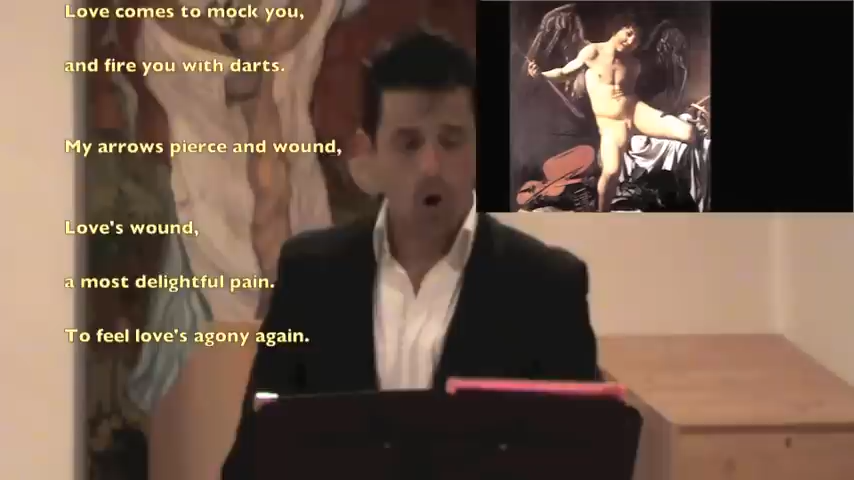 Love comes to mock you,
and fire you with darts.
My arrows pierce and wound,
Love's wound,
a most delightful pain.
To feel love's agony again.